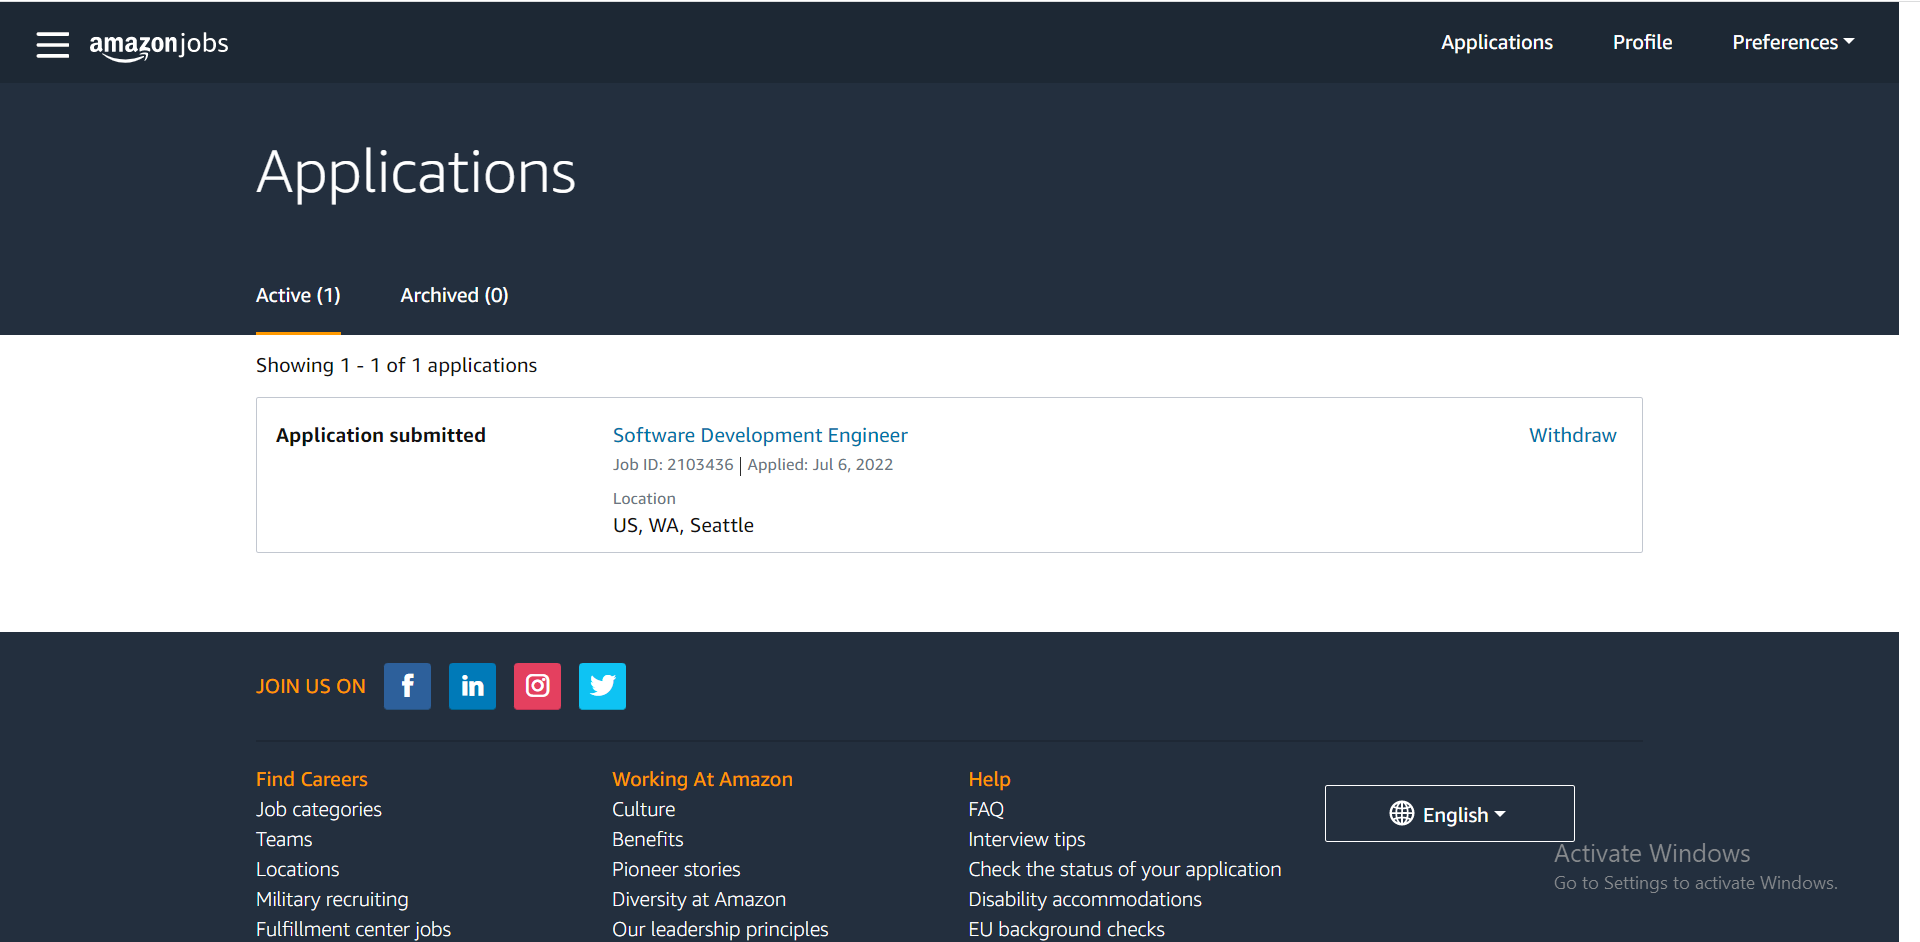 amazon jobs
Applications Profile Preferences
Applications
Active (1) Archived (0)
Showing 1 - 1 of 1 applications
Application submitted Software Development Engineer Withdraw
Job ID: 2103436 | Applied: Jul 6, 2022
Location
US, WA, Seattle
JOIN US ON f in
Find Careers Working At Amazon Help
Job categories Culture FAQ
English
Teams Benefits Interview tips
Activate Windows
Locations Pioneer stories Check the status of your application
Go to Settings to activate Windows.
Military recruiting Diversity at Amazon Disability accommodations
Fulfillment center jobs Our leadership principles EU background checks